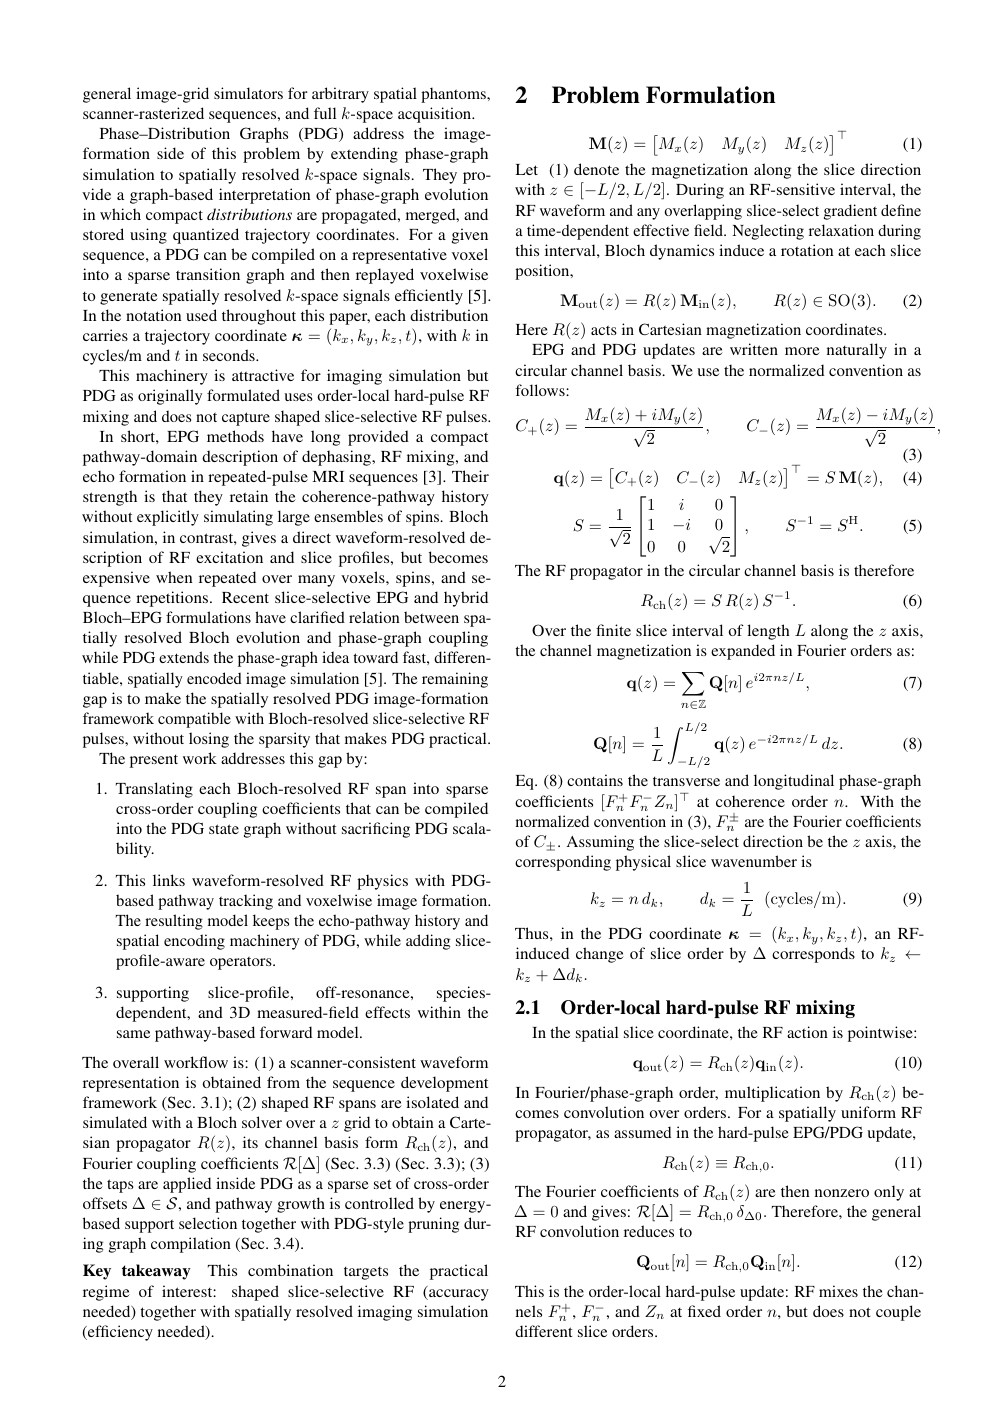 general image-grid simulators for arbitrary spatial phantoms,
scanner-rasterized sequences, and full k-space acquisition.
Phase–Distribution Graphs (PDG) address the image-
formation side of this problem by extending phase-graph
simulation to spatially resolved k-space signals. They pro-
vide a graph-based interpretation of phase-graph evolution
in which compact distributions are propagated, merged, and
stored using quantized trajectory coordinates. For a given
sequence, a PDG can be compiled on a representative voxel
into a sparse transition graph and then replayed voxelwise
to generate spatially resolved k-space signals efficiently [5].
In the notation used throughout this paper, each distribution
carries a trajectory coordinate κ = (kx, ky, kz, t), with k in
cycles/m and t in seconds.
This machinery is attractive for imaging simulation but
PDG as originally formulated uses order-local hard-pulse RF
mixing and does not capture shaped slice-selective RF pulses.
In short, EPG methods have long provided a compact
pathway-domain description of dephasing, RF mixing, and
echo formation in repeated-pulse MRI sequences [3]. Their
strength is that they retain the coherence-pathway history
without explicitly simulating large ensembles of spins. Bloch
simulation, in contrast, gives a direct waveform-resolved de-
scription of RF excitation and slice profiles, but becomes
expensive when repeated over many voxels, spins, and se-
quence repetitions. Recent slice-selective EPG and hybrid
Bloch–EPG formulations have clarified relation between spa-
tially resolved Bloch evolution and phase-graph coupling
while PDG extends the phase-graph idea toward fast, differen-
tiable, spatially encoded image simulation [5]. The remaining
gap is to make the spatially resolved PDG image-formation
framework compatible with Bloch-resolved slice-selective RF
pulses, without losing the sparsity that makes PDG practical.
The present work addresses this gap by:
1. Translating each Bloch-resolved RF span into sparse
cross-order coupling coefficients that can be compiled
into the PDG state graph without sacrificing PDG scala-
bility.
2. This links waveform-resolved RF physics with PDG-
based pathway tracking and voxelwise image formation.
The resulting model keeps the echo-pathway history and
spatial encoding machinery of PDG, while adding slice-
profile-aware operators.
3. supporting slice-profile, off-resonance, species-
dependent, and 3D measured-field effects within the
same pathway-based forward model.
The overall workflow is: (1) a scanner-consistent waveform
representation is obtained from the sequence development
framework (Sec. 3.1); (2) shaped RF spans are isolated and
simulated with a Bloch solver over a z grid to obtain a Carte-
sian propagator R(z), its channel basis form Rch(z), and
Fourier coupling coefficients R[Δ] (Sec. 3.3) (Sec. 3.3); (3)
the taps are applied inside PDG as a sparse set of cross-order
offsets Δ ∈ S, and pathway growth is controlled by energy-
based support selection together with PDG-style pruning dur-
ing graph compilation (Sec. 3.4).
Key takeaway This combination targets the practical
regime of interest: shaped slice-selective RF (accuracy
needed) together with spatially resolved imaging simulation
(efficiency needed).
2 Problem Formulation
M(z) = [Mx(z) My(z) Mz(z)]⊤ (1)
Let (1) denote the magnetization along the slice direction
with z ∈ [−L/2, L/2]. During an RF-sensitive interval, the
RF waveform and any overlapping slice-select gradient define
a time-dependent effective field. Neglecting relaxation during
this interval, Bloch dynamics induce a rotation at each slice
position,
Mout(z) = R(z) Min(z), R(z) ∈ SO(3). (2)
Here R(z) acts in Cartesian magnetization coordinates.
EPG and PDG updates are written more naturally in a
circular channel basis. We use the normalized convention as
follows:
C+(z) = (Mx(z) + iMy(z))/√2, C−(z) = (Mx(z) − iMy(z))/√2,
(3)
q(z) = [C+(z) C−(z) Mz(z)]⊤ = S M(z), (4)
S = 1/√2 [1 i 0; 1 −i 0; 0 0 √2], S−1 = SH. (5)
The RF propagator in the circular channel basis is therefore
Rch(z) = S R(z) S−1. (6)
Over the finite slice interval of length L along the z axis,
the channel magnetization is expanded in Fourier orders as:
q(z) = ∑n∈ℤ Q[n] ei2πnz/L, (7)
Q[n] = 1/L ∫−L/2L/2 q(z) e−i2πnz/L dz. (8)
Eq. (8) contains the transverse and longitudinal phase-graph
coefficients [Fn+Fn−Zn]⊤ at coherence order n. With the
normalized convention in (3), Fn± are the Fourier coefficients
of C±. Assuming the slice-select direction be the z axis, the
corresponding physical slice wavenumber is
kz = n dk, dk = 1/L (cycles/m). (9)
Thus, in the PDG coordinate κ = (kx, ky, kz, t), an RF-
induced change of slice order by Δ corresponds to kz ←
kz + Δdk.
2.1 Order-local hard-pulse RF mixing
In the spatial slice coordinate, the RF action is pointwise:
qout(z) = Rch(z)qin(z). (10)
In Fourier/phase-graph order, multiplication by Rch(z) be-
comes convolution over orders. For a spatially uniform RF
propagator, as assumed in the hard-pulse EPG/PDG update,
Rch(z) ≡ Rch,0. (11)
The Fourier coefficients of Rch(z) are then nonzero only at
Δ = 0 and gives: R[Δ] = Rch,0 δΔ0. Therefore, the general
RF convolution reduces to
Qout[n] = Rch,0Qin[n]. (12)
This is the order-local hard-pulse update: RF mixes the chan-
nels Fn+, Fn−, and Zn at fixed order n, but does not couple
different slice orders.
2